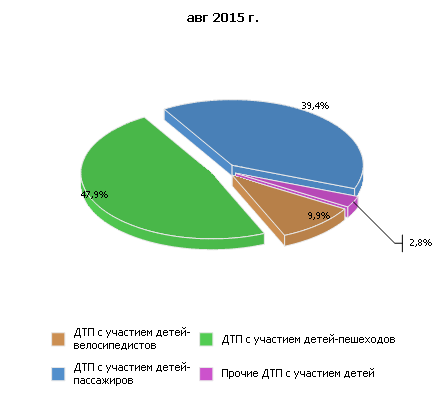 авг 2015 г.
39,4%
47,9%
9,9%
2,8%
ДТП с участием детей-
велосипедистов
ДТП с участием детей-пешеходов
ДТП с участием детей-
пассажиров
Прочие ДТП с участием детей